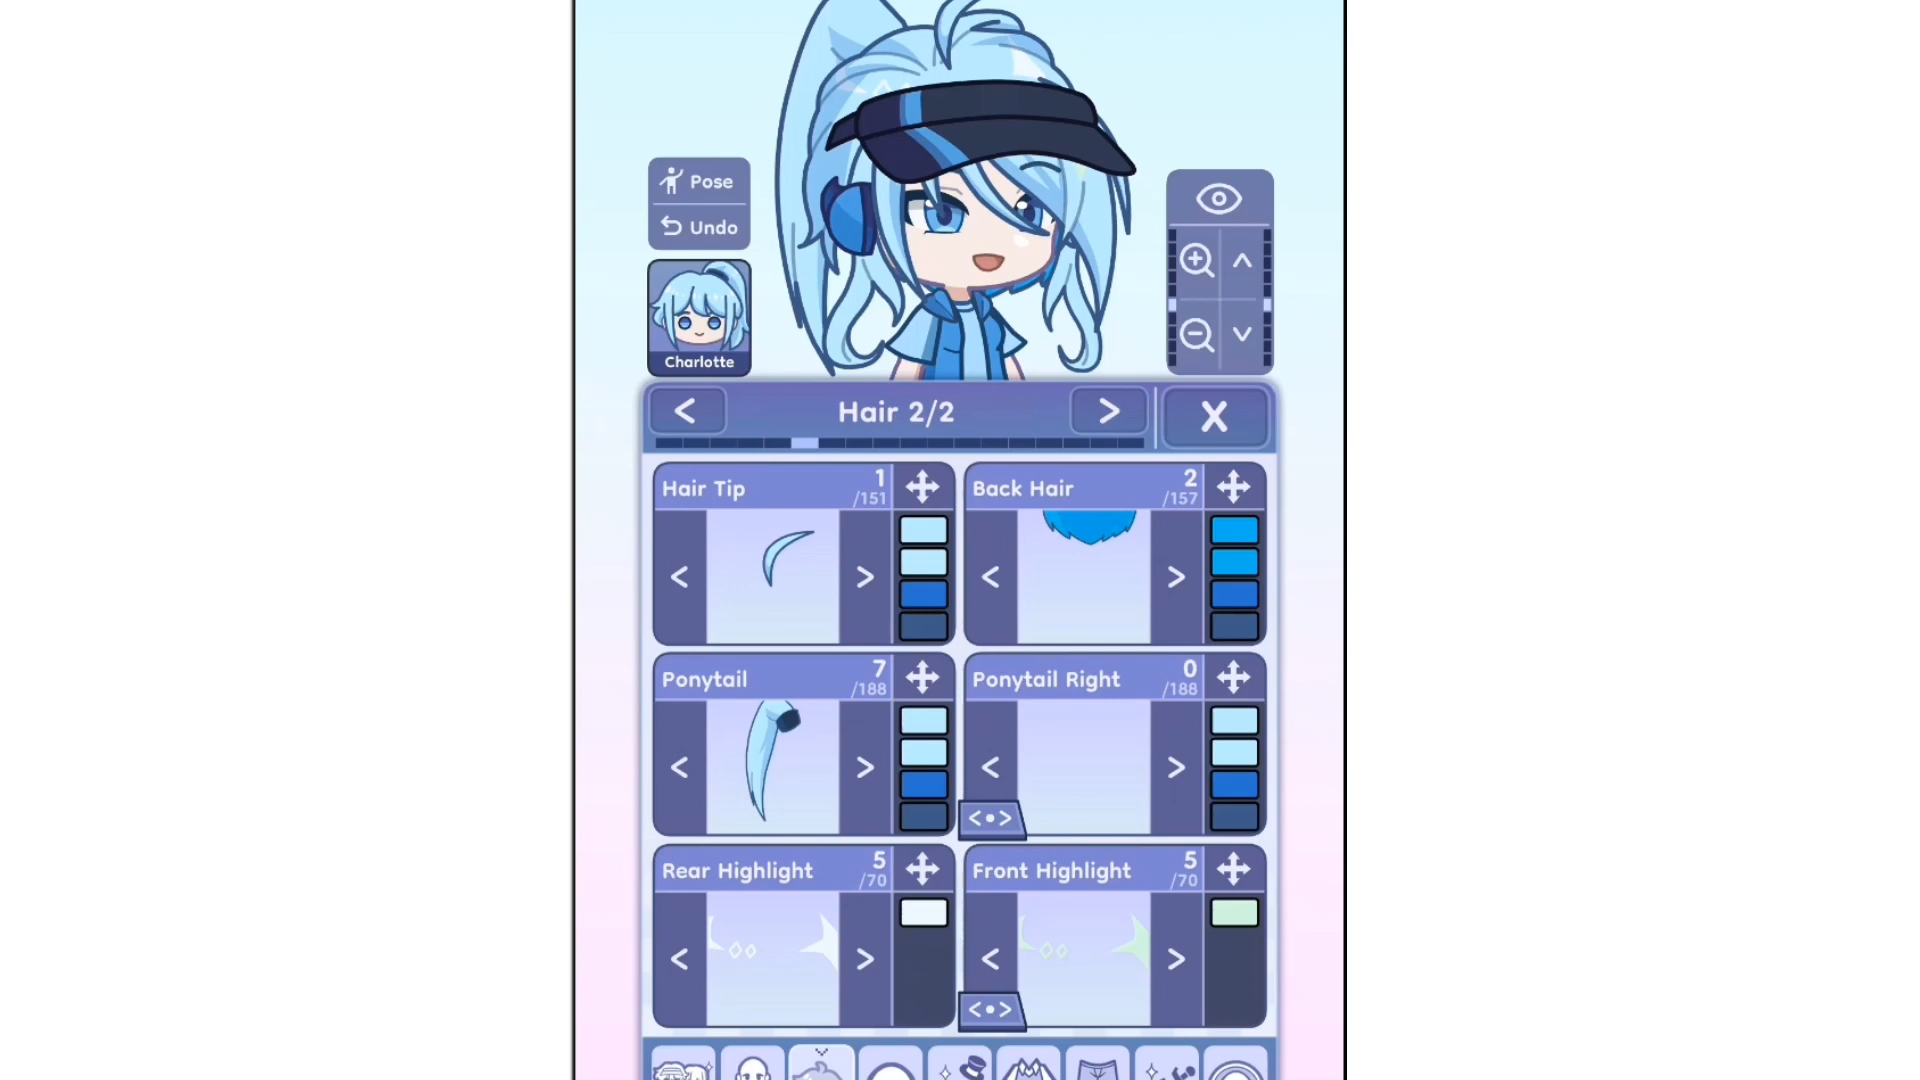 Pose
Undo
Charlotte
Hair 2/2
X
Hair Tip 1 /151
Back Hair 2 /157
Ponytail 7 /188
Ponytail Right 0 /188
Rear Highlight 5 /70
Front Highlight 5 /70